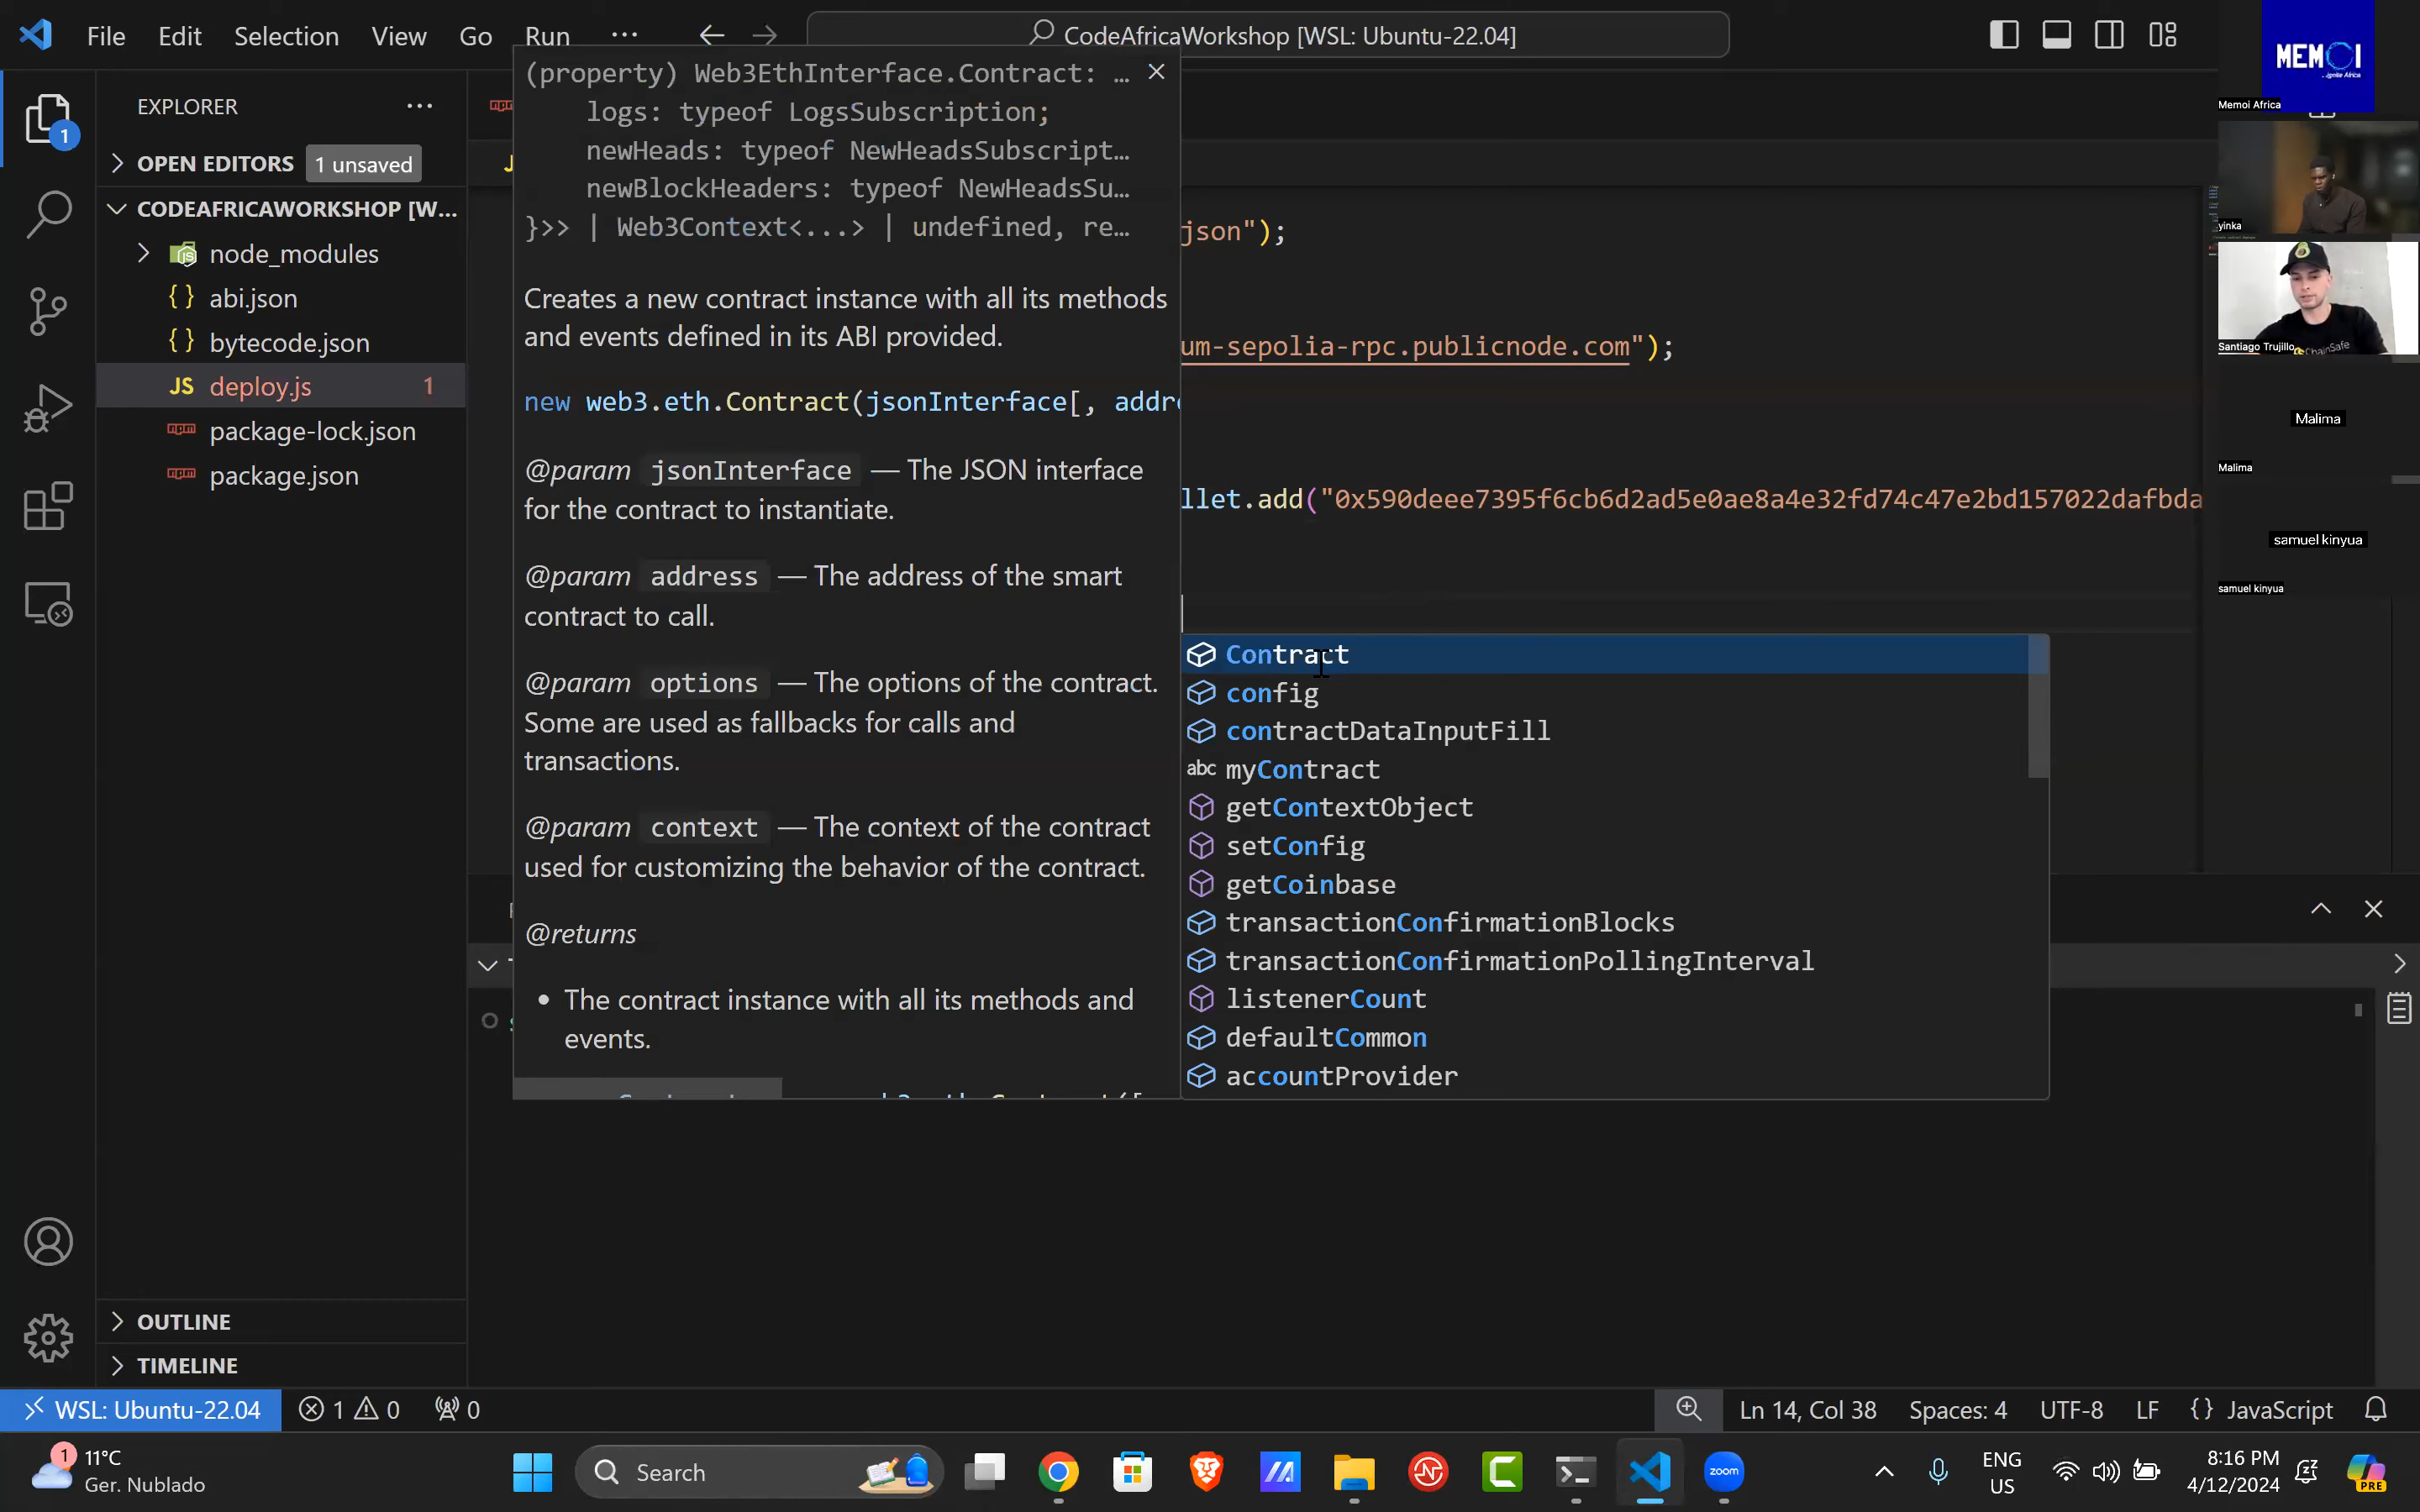 File Edit Selection View Go Run ··· CodeAfricaWorkshop [WSL: Ubuntu-22.04]
MEMOI
...ignite Africa
Memoi Africa
EXPLORER
OPEN EDITORS 1 unsaved
CODEAFRICAWORKSHOP [W...
node_modules
{} abi.json
{} bytecode.json
JS deploy.js 1
package-lock.json
package.json
OUTLINE
TIMELINE
(property) Web3EthInterface.Contract: ...
logs: typeof LogsSubscription;
newHeads: typeof NewHeadsSubscript...
newBlockHeaders: typeof NewHeadsSu...
}>> | Web3Context<...> | undefined, re...
Creates a new contract instance with all its methods
and events defined in its ABI provided.
new web3.eth.Contract(jsonInterface[, addre
@param jsonInterface — The JSON interface
for the contract to instantiate.
@param address — The address of the smart
contract to call.
@param options — The options of the contract.
Some are used as fallbacks for calls and
transactions.
@param context — The context of the contract
used for customizing the behavior of the contract.
@returns
• The contract instance with all its methods and
events.
json");
um-sepolia-rpc.publicnode.com");
llet.add("0x590deee7395f6cb6d2ad5e0ae8a4e32fd74c47e2bd157022dafbda
Contract
config
contractDataInputFill
abc myContract
getContextObject
setConfig
getCoinbase
transactionConfirmationBlocks
transactionConfirmationPollingInterval
listenerCount
defaultCommon
accountProvider
yinka
ChainSafe
Santiago Trujillo
Malima
Malima
samuel kinyua
samuel kinyua
WSL: Ubuntu-22.04 1 0 0 Ln 14, Col 38 Spaces: 4 UTF-8 LF {} JavaScript
1 11°C
Ger. Nublado
Search
zoom
ENG
US
8:16 PM
4/12/2024
PRE